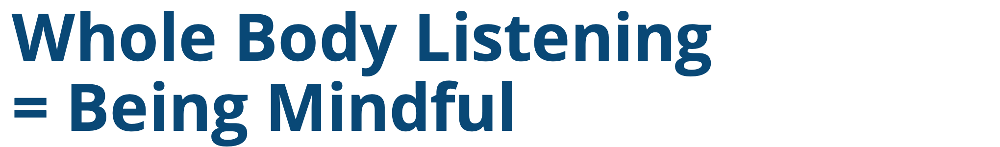 Whole Body Listening
= Being Mindful